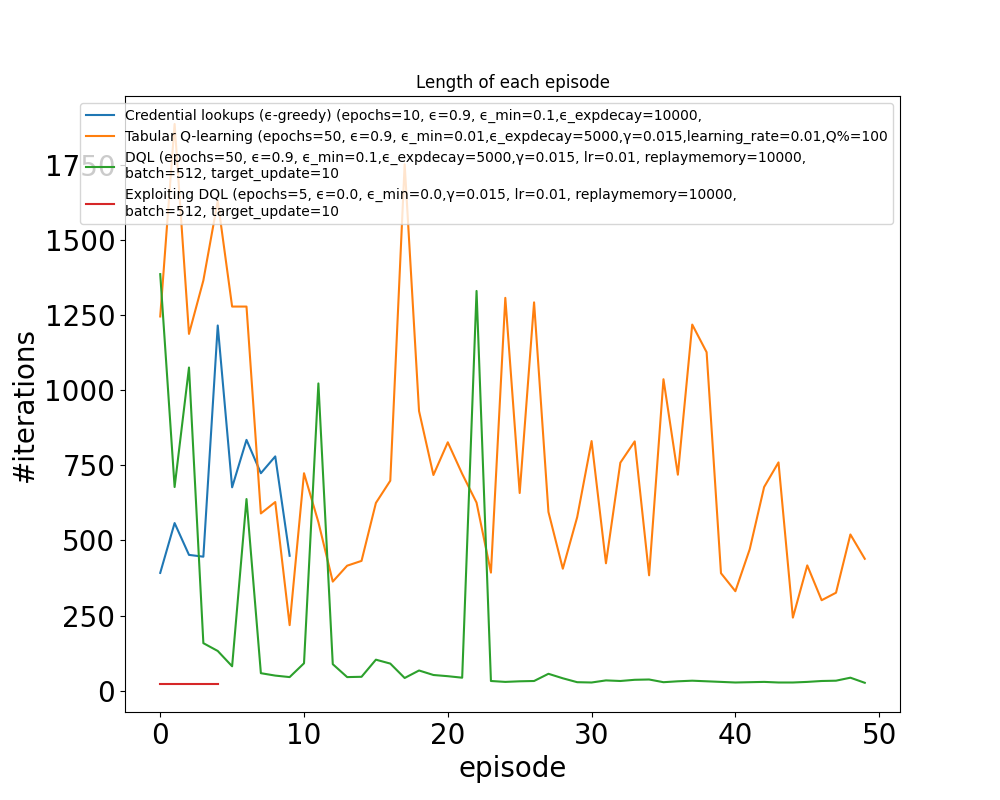 Length of each episode
Credential lookups (ϵ-greedy) (epochs=10, ϵ=0.9, ϵ_min=0.1,ϵ_expdecay=10000,
Tabular Q-learning (epochs=50, ϵ=0.9, ϵ_min=0.01,ϵ_expdecay=5000,γ=0.015,learning_rate=0.01,Q%=100
DQL (epochs=50, ϵ=0.9, ϵ_min=0.1,ϵ_expdecay=5000,γ=0.015, lr=0.01, replaymemory=10000,
batch=512, target_update=10
Exploiting DQL (epochs=5, ϵ=0.0, ϵ_min=0.0,γ=0.015, lr=0.01, replaymemory=10000,
batch=512, target_update=10
1750
1500
1250
1000
750
500
250
0
#iterations
0 10 20 30 40 50
episode